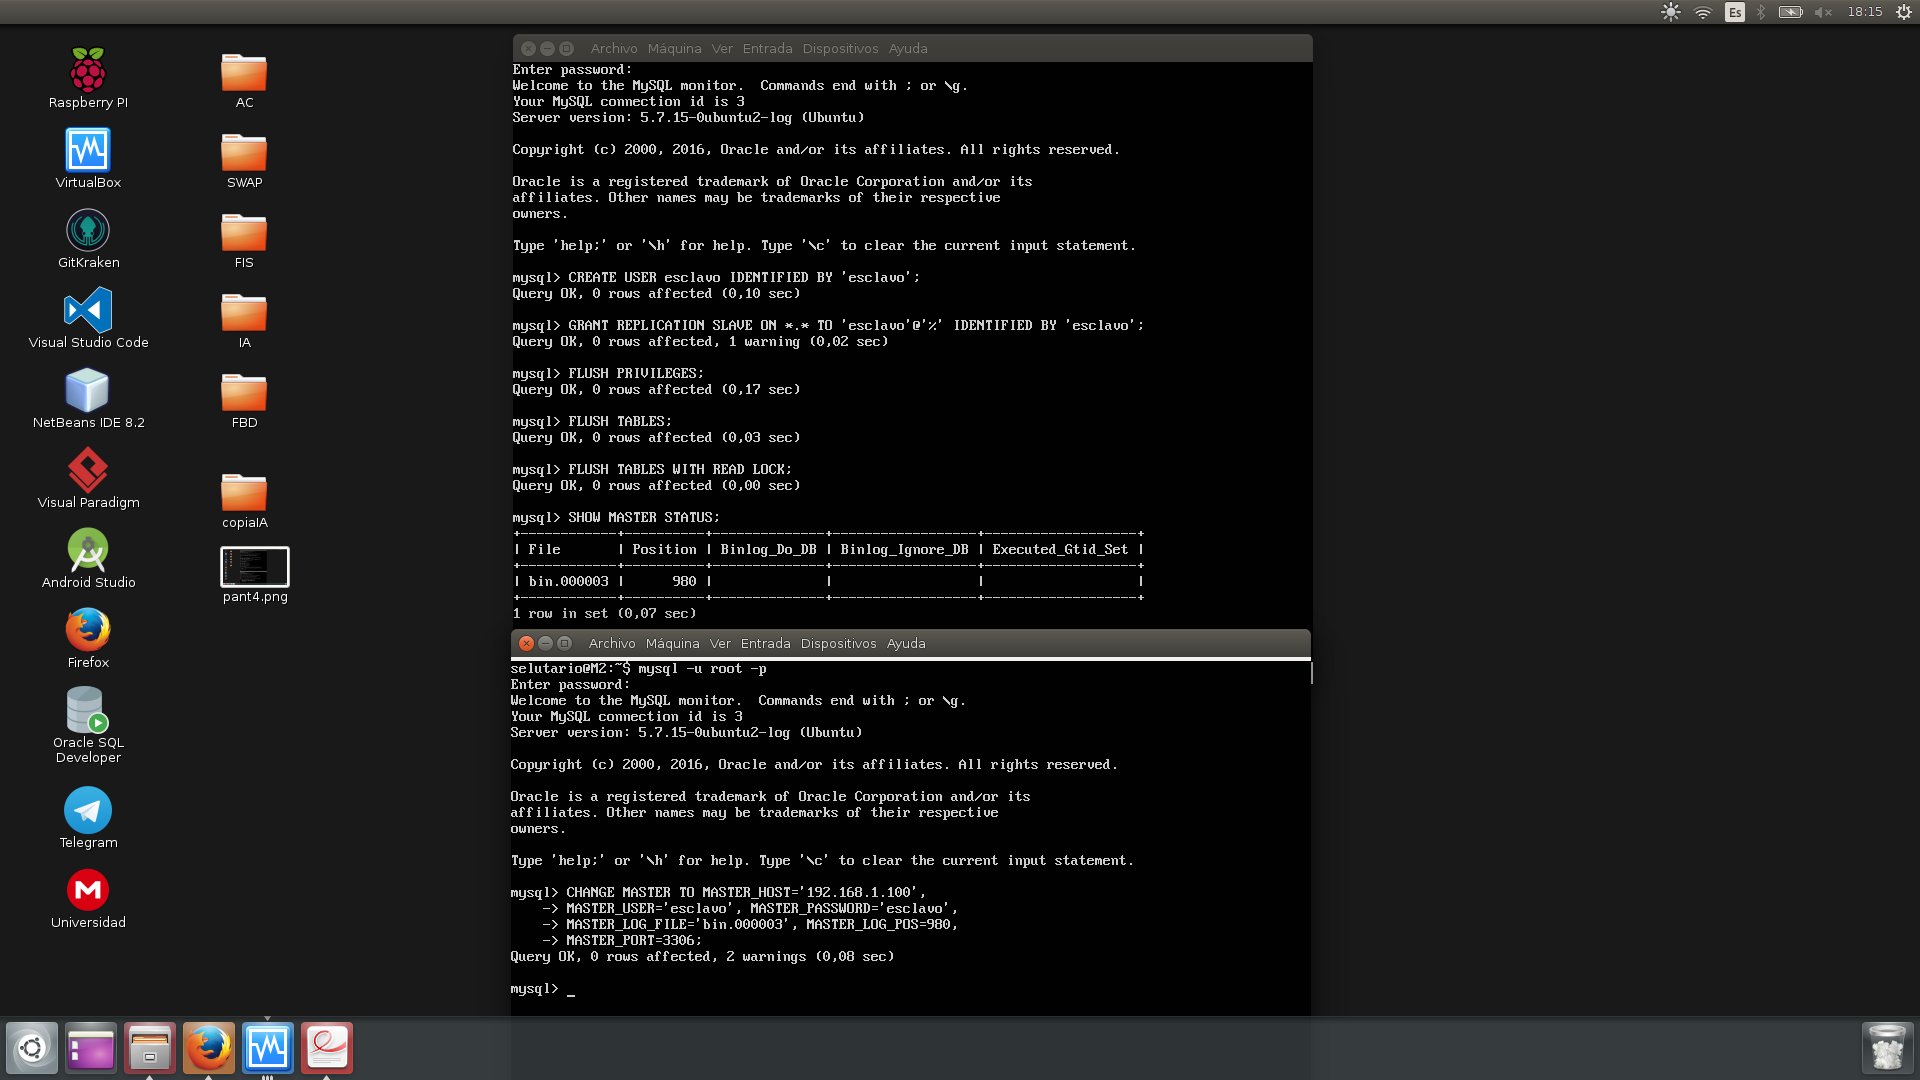 Es
18:15
Raspberry PI
VirtualBox
GitKraken
Visual Studio Code
NetBeans IDE 8.2
Visual Paradigm
Android Studio
Firefox
Oracle SQL
Developer
Telegram
Universidad
AC
SWAP
FIS
IA
FBD
copiaIA
pant4.png
Archivo Máquina Ver Entrada Dispositivos Ayuda
Enter password:
Welcome to the MySQL monitor.  Commands end with ; or \g.
Your MySQL connection id is 3
Server version: 5.7.15-0ubuntu2-log (Ubuntu)
Copyright (c) 2000, 2016, Oracle and/or its affiliates. All rights reserved.
Oracle is a registered trademark of Oracle Corporation and/or its
affiliates. Other names may be trademarks of their respective
owners.
Type 'help;' or '\h' for help. Type '\c' to clear the current input statement.
mysql> CREATE USER esclavo IDENTIFIED BY 'esclavo';
Query OK, 0 rows affected (0,10 sec)
mysql> GRANT REPLICATION SLAVE ON *.* TO 'esclavo'@'%' IDENTIFIED BY 'esclavo';
Query OK, 0 rows affected, 1 warning (0,02 sec)
mysql> FLUSH PRIVILEGES;
Query OK, 0 rows affected (0,17 sec)
mysql> FLUSH TABLES;
Query OK, 0 rows affected (0,03 sec)
mysql> FLUSH TABLES WITH READ LOCK;
Query OK, 0 rows affected (0,00 sec)
mysql> SHOW MASTER STATUS;
+------------+----------+--------------+------------------+-------------------+
| File       | Position | Binlog_Do_DB | Binlog_Ignore_DB | Executed_Gtid_Set |
+------------+----------+--------------+------------------+-------------------+
| bin.000003 |      980 |              |                  |                   |
+------------+----------+--------------+------------------+-------------------+
1 row in set (0,07 sec)
Archivo Máquina Ver Entrada Dispositivos Ayuda
selutario@M2:~$ mysql -u root -p
Enter password:
Welcome to the MySQL monitor.  Commands end with ; or \g.
Your MySQL connection id is 3
Server version: 5.7.15-0ubuntu2-log (Ubuntu)
Copyright (c) 2000, 2016, Oracle and/or its affiliates. All rights reserved.
Oracle is a registered trademark of Oracle Corporation and/or its
affiliates. Other names may be trademarks of their respective
owners.
Type 'help;' or '\h' for help. Type '\c' to clear the current input statement.
mysql> CHANGE MASTER TO MASTER_HOST='192.168.1.100',
    -> MASTER_USER='esclavo', MASTER_PASSWORD='esclavo',
    -> MASTER_LOG_FILE='bin.000003', MASTER_LOG_POS=980,
    -> MASTER_PORT=3306;
Query OK, 0 rows affected, 2 warnings (0,08 sec)
mysql> _